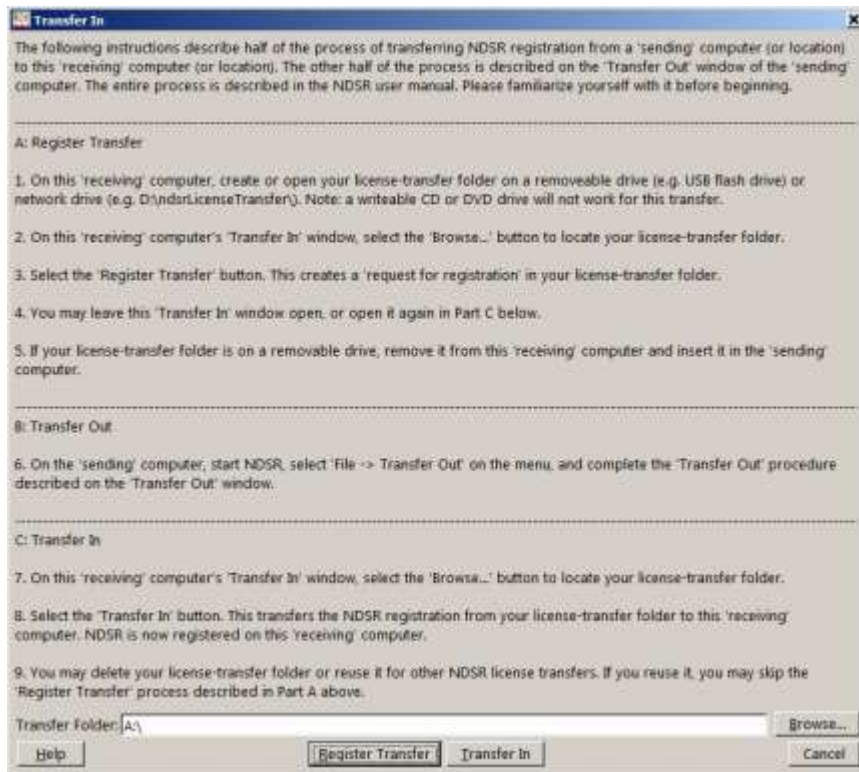 Transfer In
The following instructions describe half of the process of transferring NDSR registration from a 'sending' computer (or location)
to this 'receiving' computer (or location). The other half of the process is described on the 'Transfer Out' window of the 'sending'
computer. The entire process is described in the NDSR user manual. Please familiarize yourself with it before beginning.
A: Register Transfer
1. On this 'receiving' computer, create or open your license-transfer folder on a removeable drive (e.g. USB flash drive) or
network drive (e.g. D:\ndsrLicenseTransfer\). Note: a writeable CD or DVD drive will not work for this transfer.
2. On this 'receiving' computer's 'Transfer In' window, select the 'Browse...' button to locate your license-transfer folder.
3. Select the 'Register Transfer' button. This creates a 'request for registration' in your license-transfer folder.
4. You may leave this 'Transfer In' window open, or open it again in Part C below.
5. If your license-transfer folder is on a removable drive, remove it from this 'receiving' computer and insert it in the 'sending'
computer.
B: Transfer Out
6. On the 'sending' computer, start NDSR, select 'File -> Transfer Out' on the menu, and complete the 'Transfer Out' procedure
described on the 'Transfer Out' window.
C: Transfer In
7. On this 'receiving' computer's 'Transfer In' window, select the 'Browse...' button to locate your license-transfer folder.
8. Select the 'Transfer In' button. This transfers the NDSR registration from your license-transfer folder to this 'receiving'
computer. NDSR is now registered on this 'receiving' computer.
9. You may delete your license-transfer folder or reuse it for other NDSR license transfers. If you reuse it, you may skip the
'Register Transfer' process described in Part A above.
Transfer Folder: A:\ Browse...
Help Register Transfer Transfer In Cancel